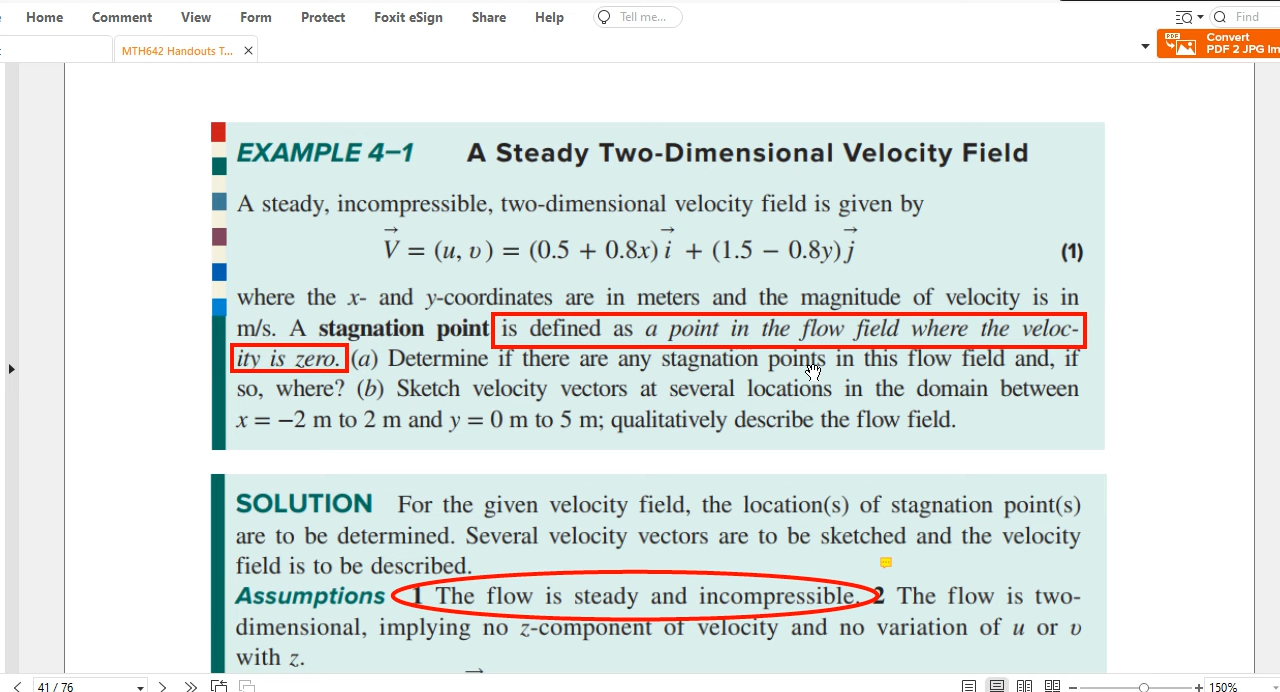 Home Comment View Form Protect Foxit eSign Share Help Tell me... Find
MTH642 Handouts T... Convert
PDF 2 JPG Im
PDF
EXAMPLE 4–1 A Steady Two-Dimensional Velocity Field
A steady, incompressible, two-dimensional velocity field is given by
V⃗ = (u, υ) = (0.5 + 0.8x) i⃗ + (1.5 − 0.8y) j⃗ (1)
where the x- and y-coordinates are in meters and the magnitude of velocity is in
m/s. A stagnation point is defined as a point in the flow field where the veloc-
ity is zero. (a) Determine if there are any stagnation points in this flow field and, if
so, where? (b) Sketch velocity vectors at several locations in the domain between
x = −2 m to 2 m and y = 0 m to 5 m; qualitatively describe the flow field.
SOLUTION For the given velocity field, the location(s) of stagnation point(s)
are to be determined. Several velocity vectors are to be sketched and the velocity
field is to be described.
Assumptions 1 The flow is steady and incompressible. 2 The flow is two-
dimensional, implying no z-component of velocity and no variation of u or υ
with z.
41 / 76 150%